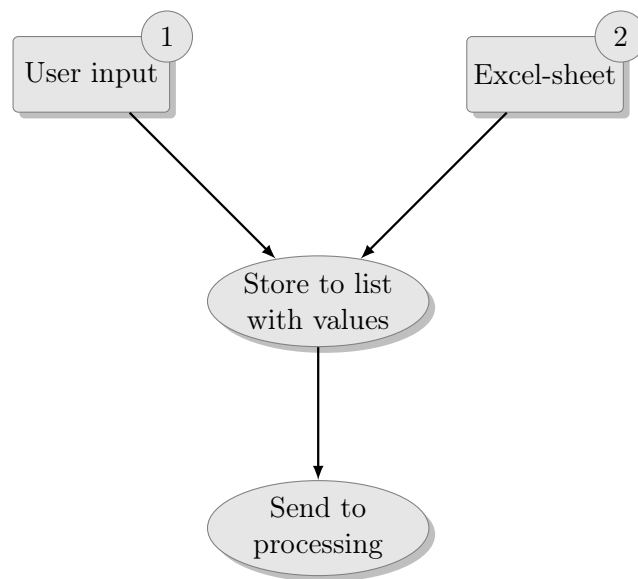 1
User input
2
Excel-sheet
Store to list
with values
Send to
processing